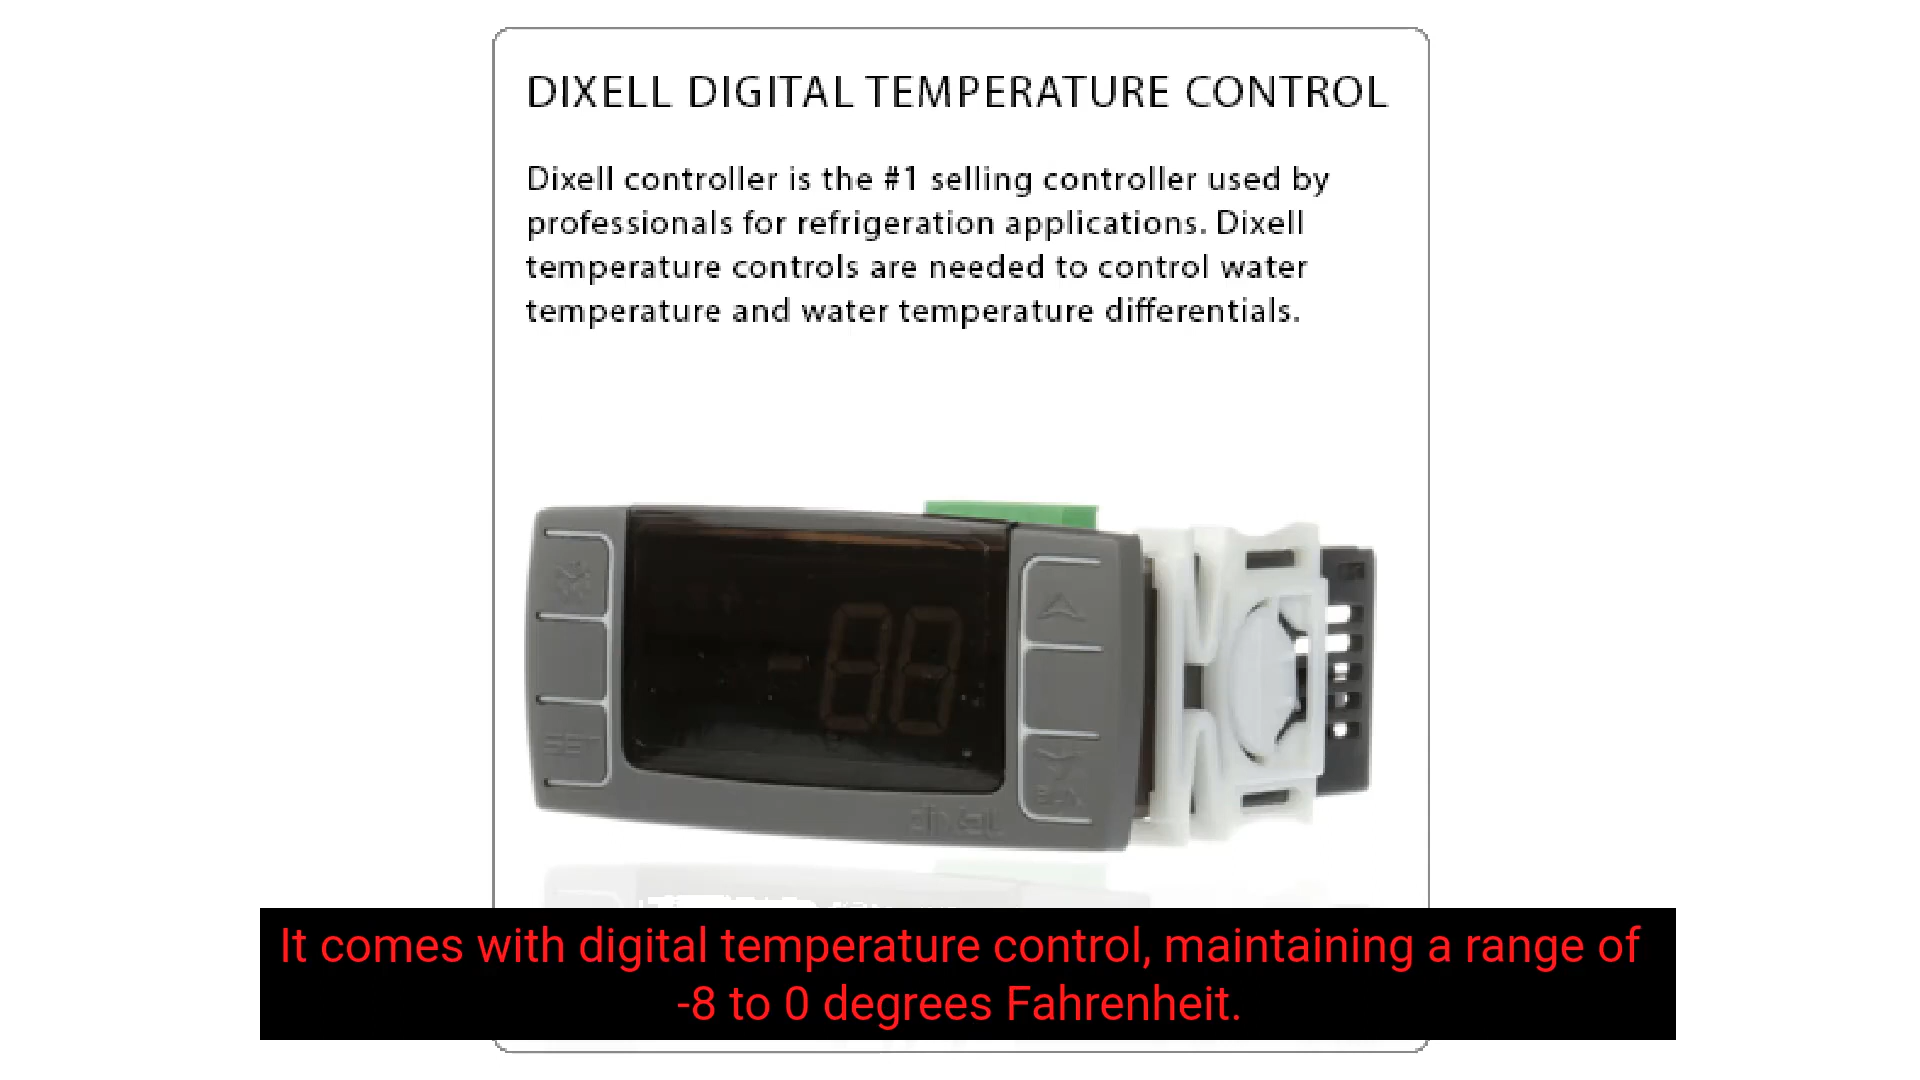 DIXELL DIGITAL TEMPERATURE CONTROL
Dixell controller is the #1 selling controller used by
professionals for refrigeration applications. Dixell
temperature controls are needed to control water
temperature and water temperature differentials.
88
SET
It comes with digital temperature control, maintaining a range of
-8 to 0 degrees Fahrenheit.